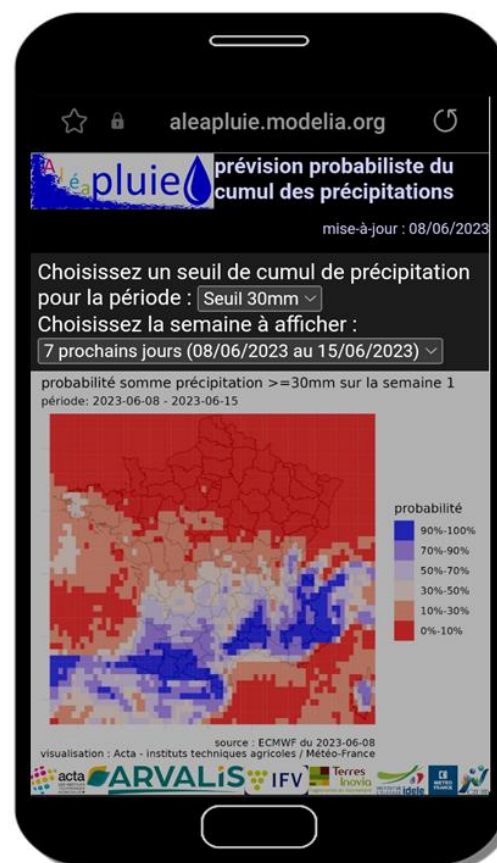 aleapluie.modelia.org
Aléapluie
prévision probabiliste du
cumul des précipitations
mise-à-jour : 08/06/2023
Choisissez un seuil de cumul de précipitation
pour la période : Seuil 30mm
Choisissez la semaine à afficher :
7 prochains jours (08/06/2023 au 15/06/2023)
probabilité somme précipitation >=30mm sur la semaine 1
période: 2023-06-08 - 2023-06-15
probabilité
90%-100%
70%-90%
50%-70%
30%-50%
10%-30%
0%-10%
source : ECMWF du 2023-06-08
visualisation : Acta - instituts techniques agricoles / Météo-France
acta
ARVALIS
IFV
Terres
Inovia
idele
METEO
FRANCE